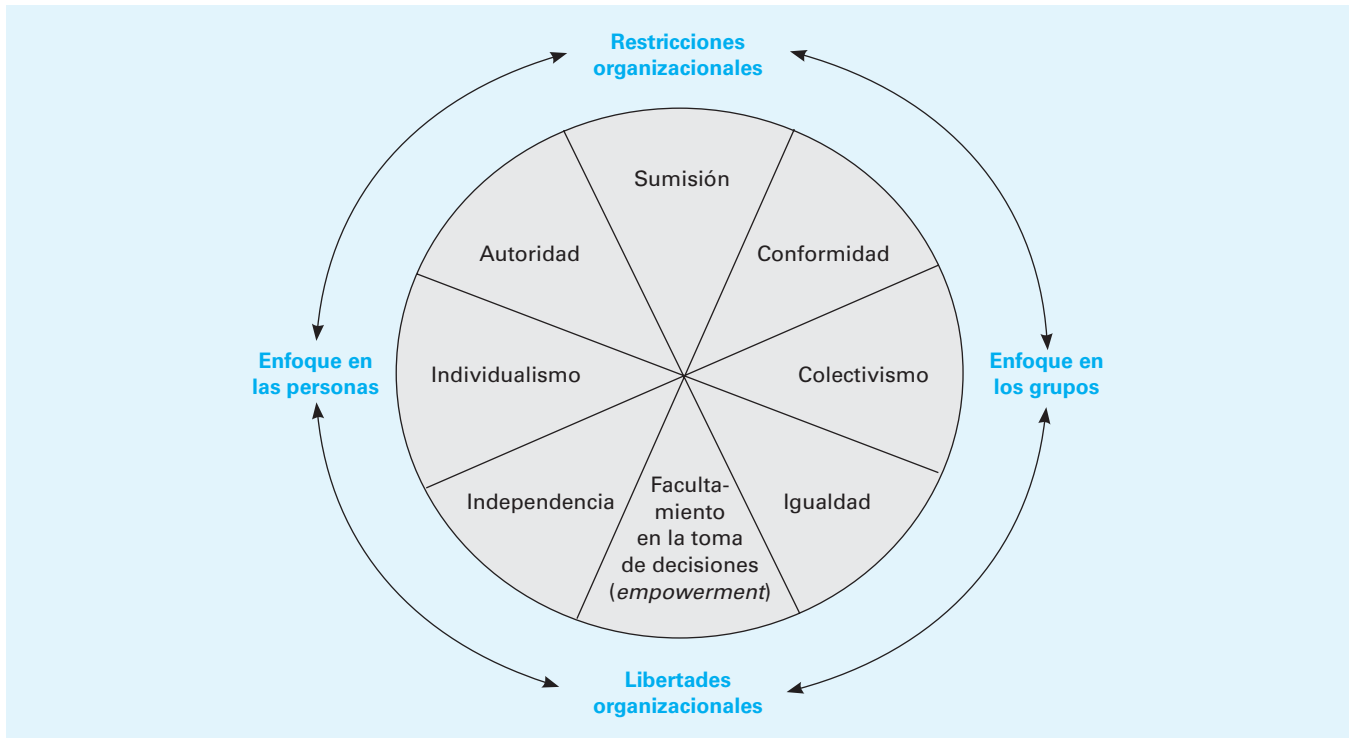 Restricciones
organizacionales
Sumisión
Autoridad
Conformidad
Enfoque en
las personas
Individualismo
Colectivismo
Enfoque en
los grupos
Independencia
Faculta-
miento
en la toma
de decisiones
(empowerment)
Igualdad
Libertades
organizacionales